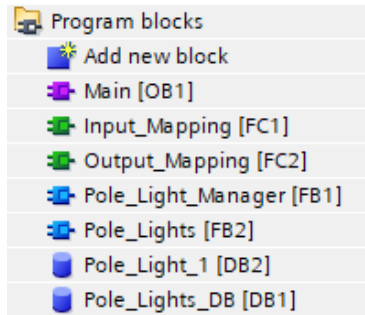 Program blocks
Add new block
Main [OB1]
Input_Mapping [FC1]
Output_Mapping [FC2]
Pole_Light_Manager [FB1]
Pole_Lights [FB2]
Pole_Light_1 [DB2]
Pole_Lights_DB [DB1]